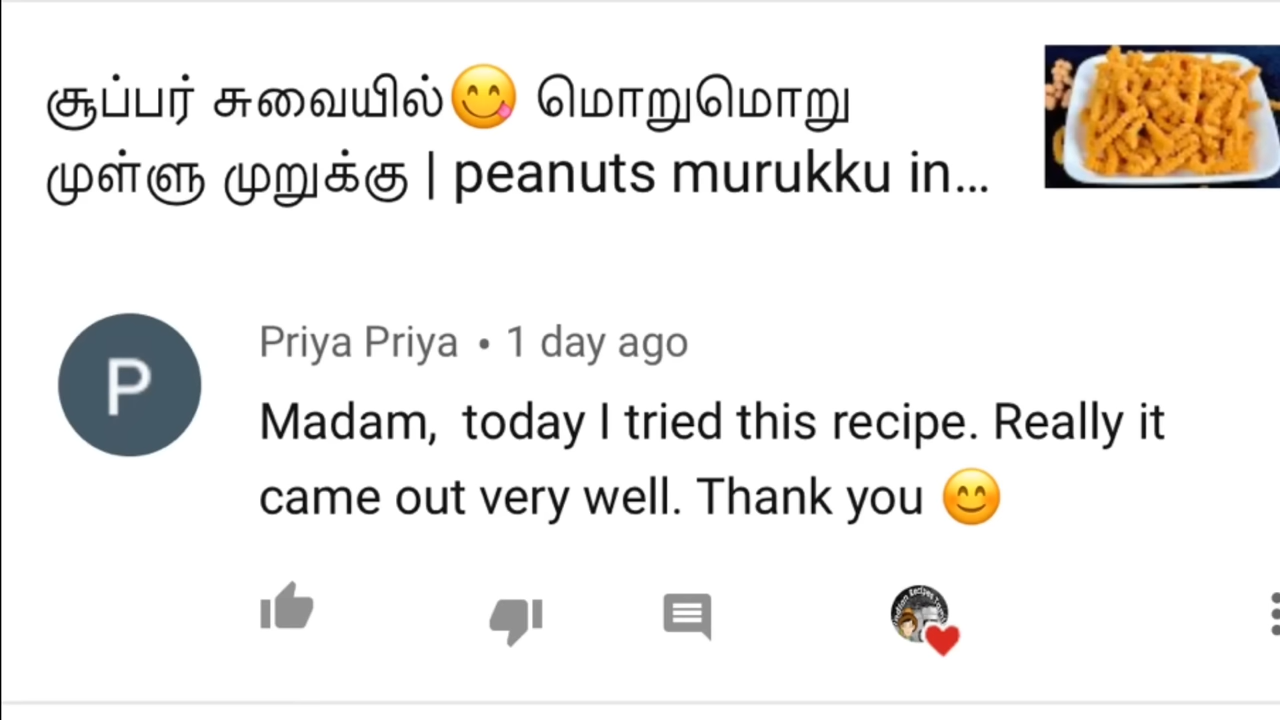 சூப்பர் சுவையில்😋 மொறுமொறு
முள்ளு முறுக்கு | peanuts murukku in...
P
Priya Priya • 1 day ago
Madam, today I tried this recipe. Really it
came out very well. Thank you 😊